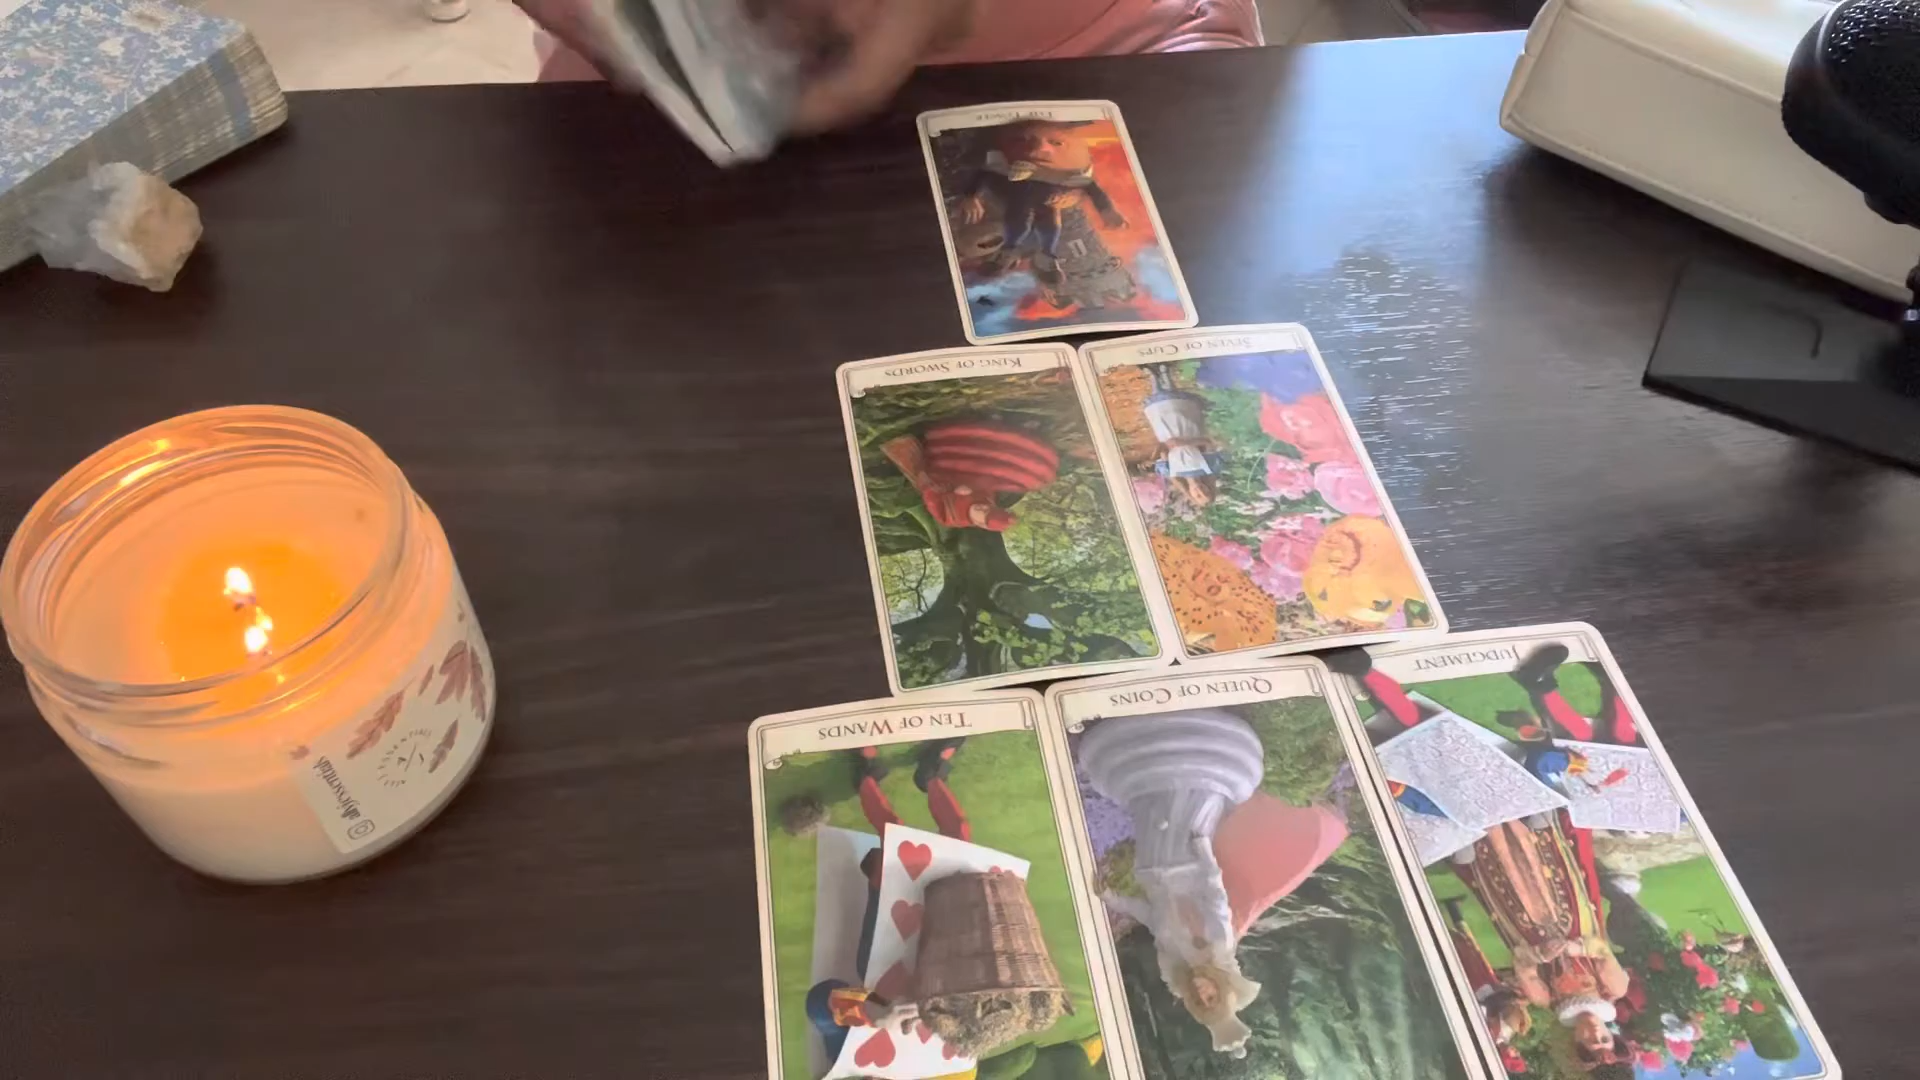 THE TOWER
KING OF SWORDS
SEVEN OF CUPS
TEN OF WANDS
QUEEN OF COINS
JUDGEMENT